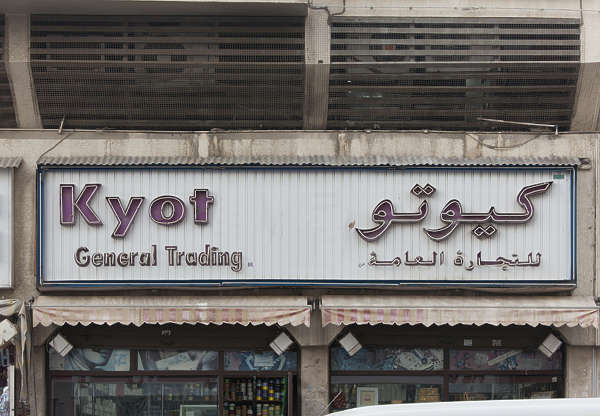 Kyot
General Trading
كيوتو
للتجارة العامة